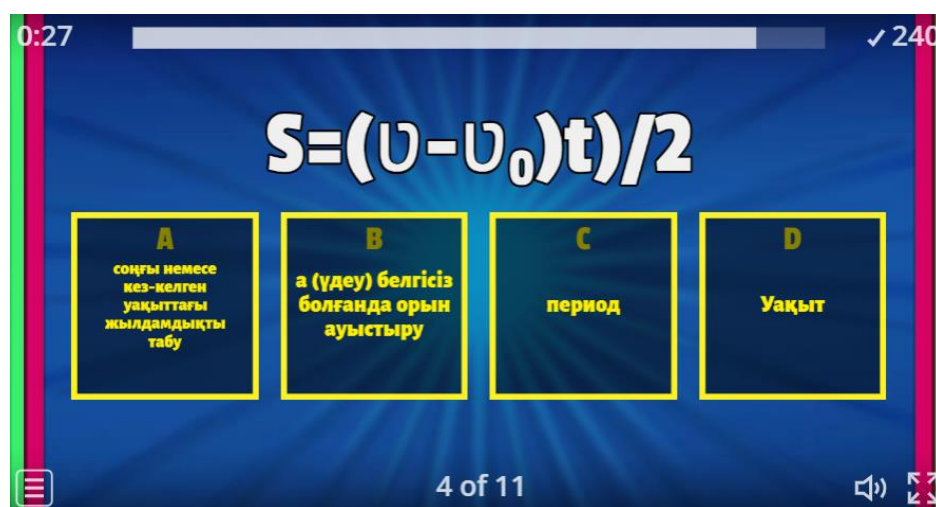 0:27
✓ 240
S=(υ-υ₀)t)/2
A
соңғы немесе
кез-келген
уақыттағы
жылдамдықты
табу
B
а (үдеу) белгісіз
болғанда орын
ауыстыру
C
период
D
Уақыт
4 of 11